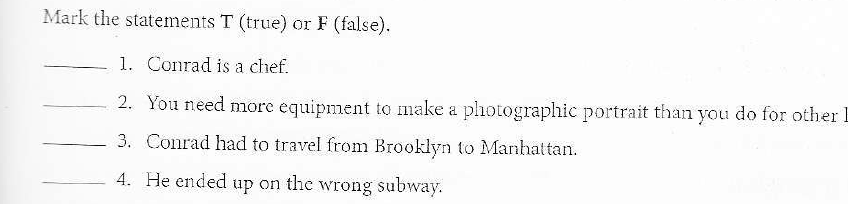 Mark the statements T (true) or F (false).
______ 1. Conrad is a chef.
______ 2. You need more equipment to make a photographic portrait than you do for other
______ 3. Conrad had to travel from Brooklyn to Manhattan.
______ 4. He ended up on the wrong subway.